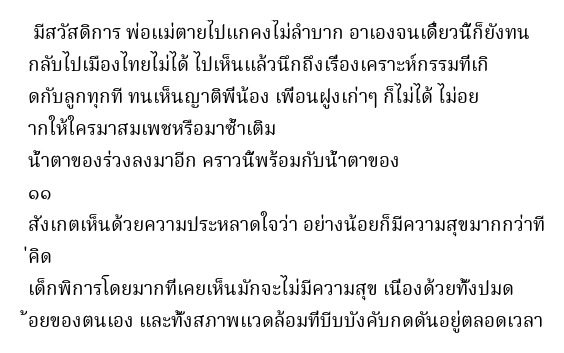 มีสวัสดิการ พ่อแม่ตายไปแกคงไม่ลำบาก อาเองจนเดี๋ยวนี้ก็ยังทน
กลับไปเมืองไทยไม่ได้ ไปเห็นแล้วนึกถึงเรื่องเคราะห์กรรมที่เกิ
ดกับลูกทุกที ทนเห็นญาติพี่น้อง เพื่อนฝูงเก่าๆ ก็ไม่ได้ ไม่อย
ากให้ใครมาสมเพชหรือมาซ้ำเติม
น้ำตาของร่วงลงมาอีก คราวนี้พร้อมกับน้ำตาของ
๑๑
สังเกตเห็นด้วยความประหลาดใจว่า อย่างน้อยก็มีความสุขมากกว่าที
่คิด
เด็กพิการโดยมากที่เคยเห็นมักจะไม่มีความสุข เนื่องด้วยทั้งปมด
้อยของตนเอง และทั้งสภาพแวดล้อมที่บีบบังคับกดดันอยู่ตลอดเวลา